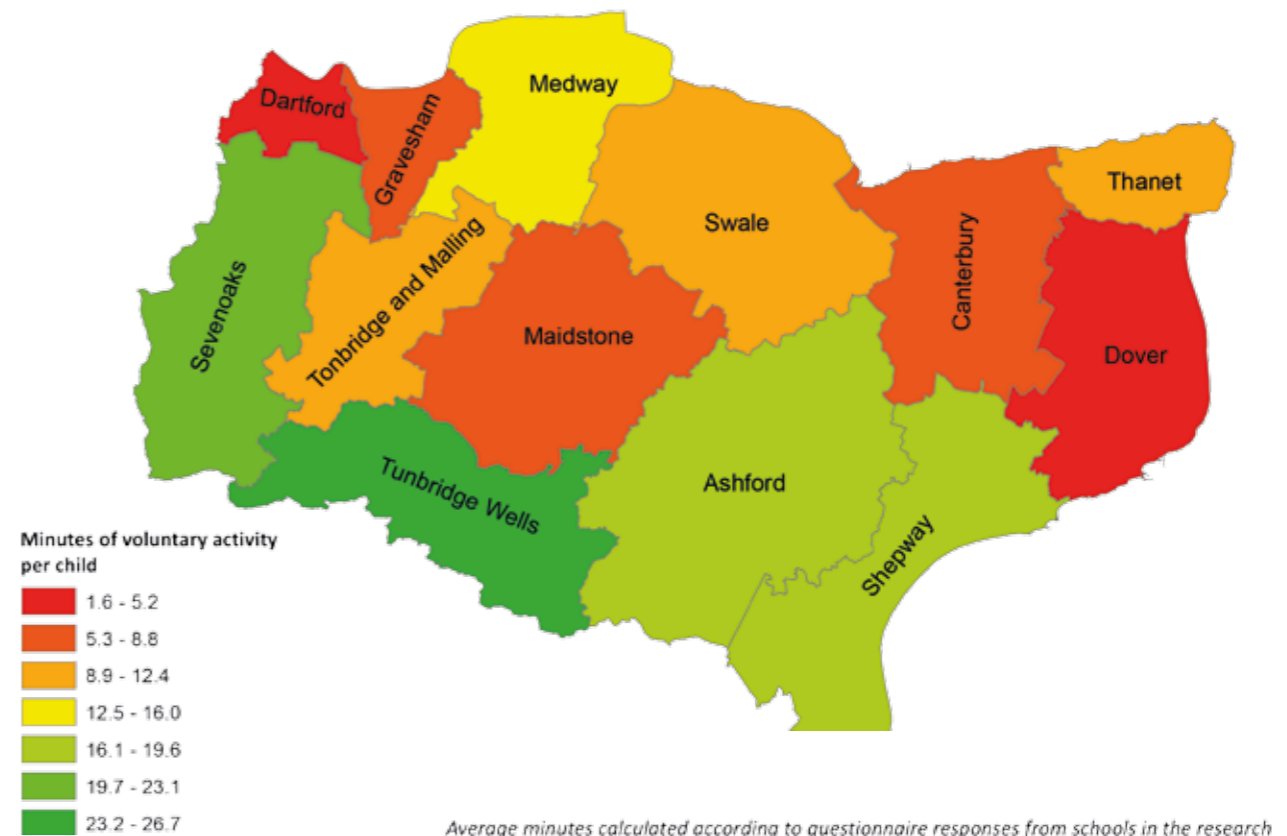 Medway
Dartford
Gravesham
Thanet
Swale
Canterbury
Sevenoaks
Tonbridge and Malling
Maidstone
Dover
Tunbridge Wells
Ashford
Shepway
Minutes of voluntary activity
per child
1.6 - 5.2
5.3 - 8.8
8.9 - 12.4
12.5 - 16.0
16.1 - 19.6
19.7 - 23.1
23.2 - 26.7
Average minutes calculated according to questionnaire responses from schools in the research